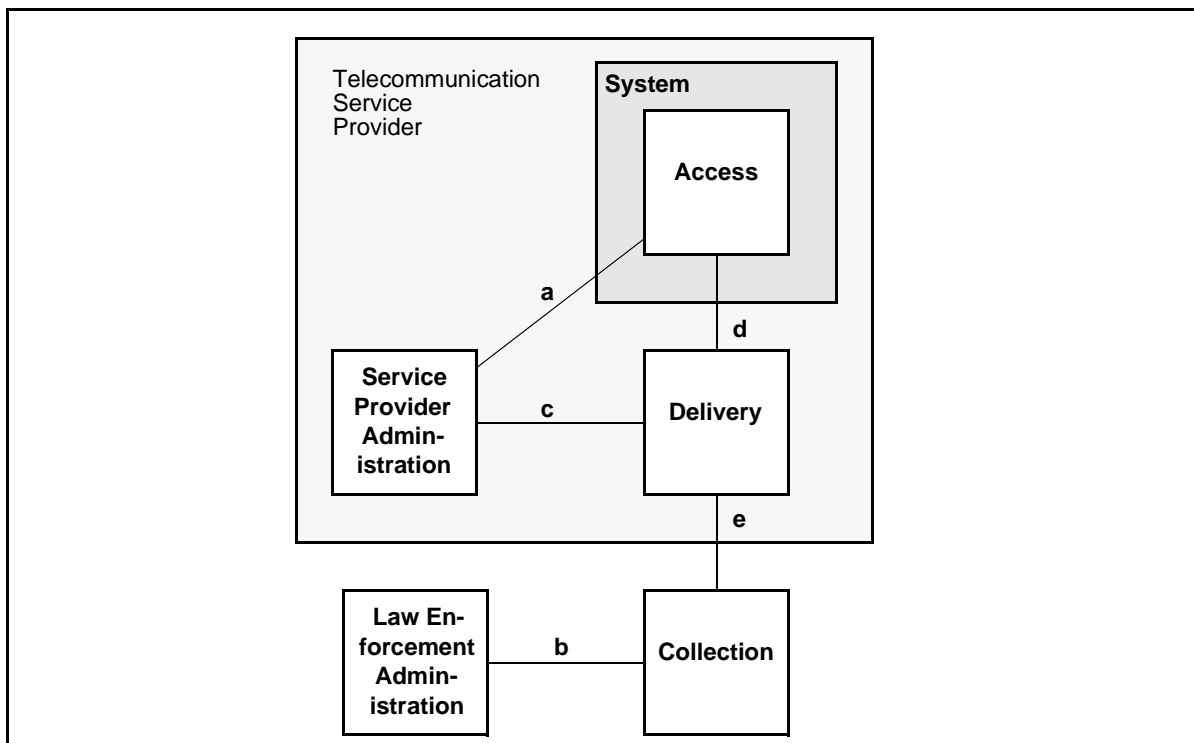 Telecommunication
Service
Provider
System
Access
a
d
Service
Provider
Admin-
istration
c
Delivery
e
Law En-
forcement
Admin-
istration
b
Collection